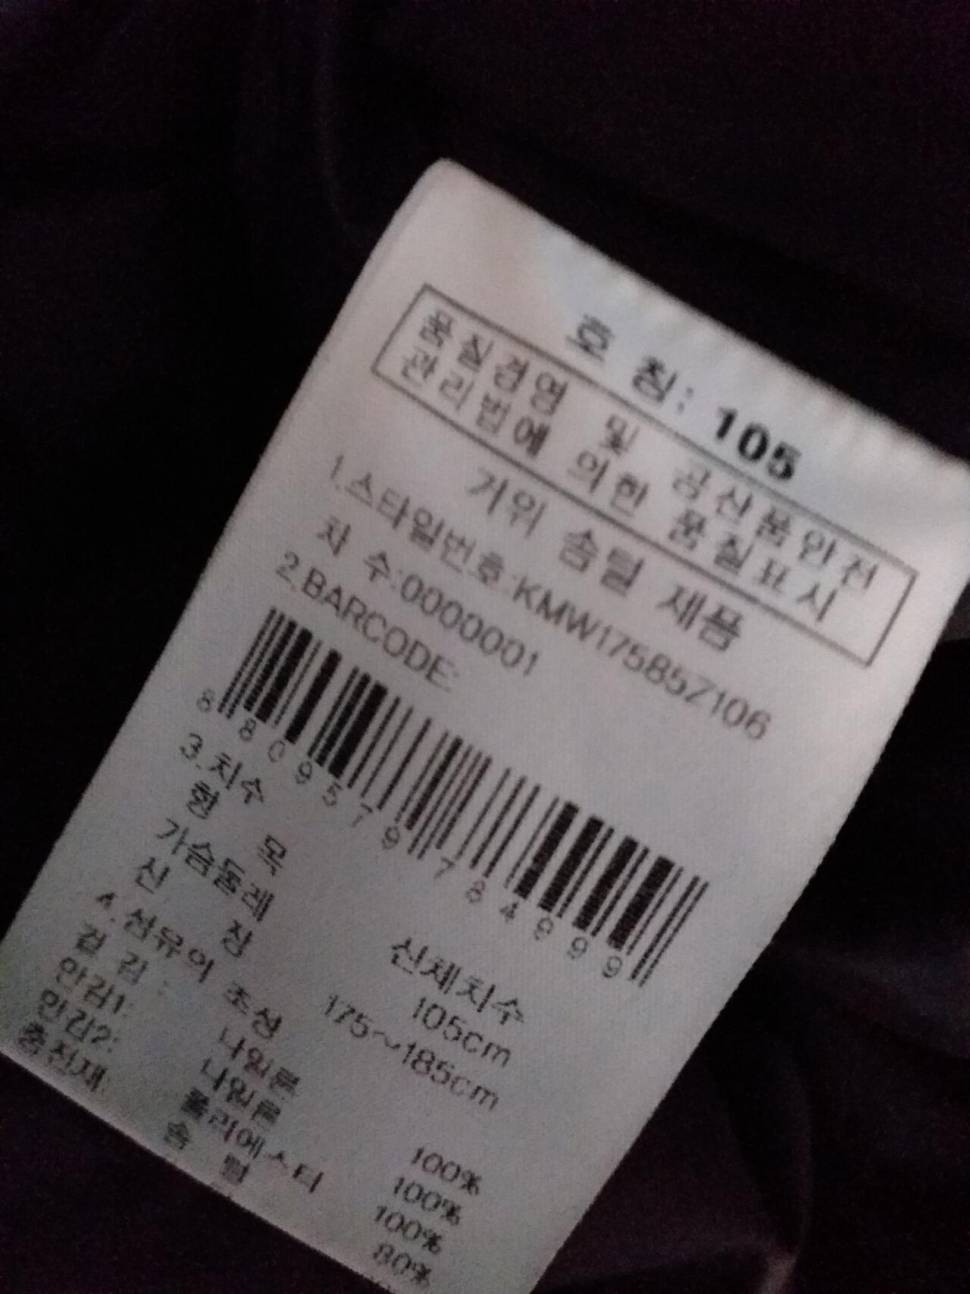 호 칭: 105
품질경영 및 공산품안전
관리법에 의한 품질표시
거위 솜털 제품
1.스타일번호:KMW17585Z106
차 수:0000001
2.BARCODE:
8 809579 784999
3.치수
항 목 신체치수
가슴둘레 105cm
신 장 175~185cm
4.섬유의 조성
겉 감: 나일론 100%
안감1: 나일론 100%
안감2: 폴리에스터 100%
충전재: 솜 털 80%